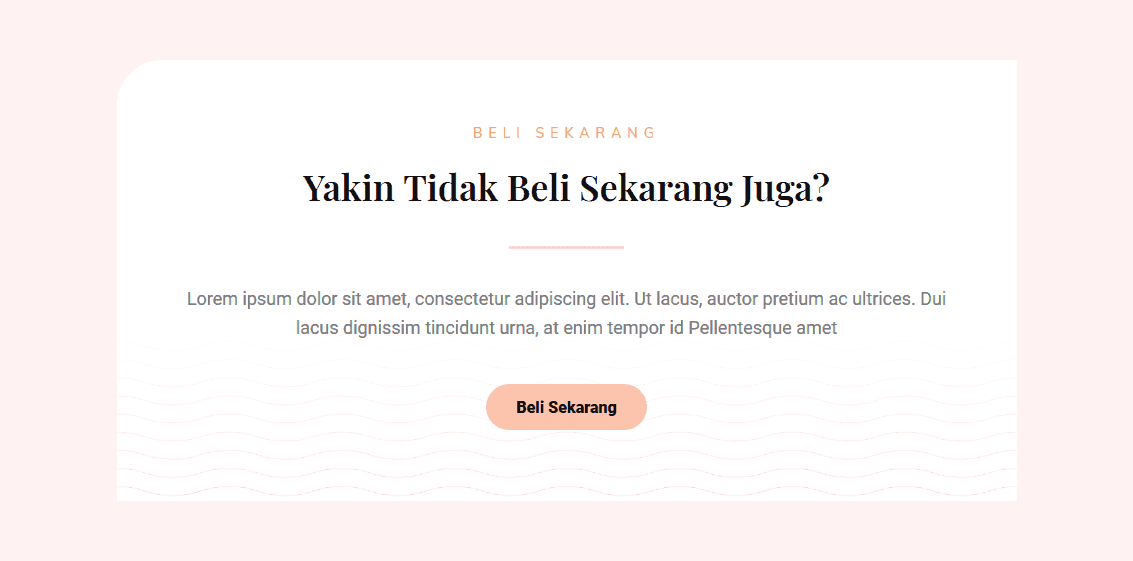 BELI SEKARANG
Yakin Tidak Beli Sekarang Juga?
Lorem ipsum dolor sit amet, consectetur adipiscing elit. Ut lacus, auctor pretium ac ultrices. Dui
lacus dignissim tincidunt urna, at enim tempor id Pellentesque amet
Beli Sekarang